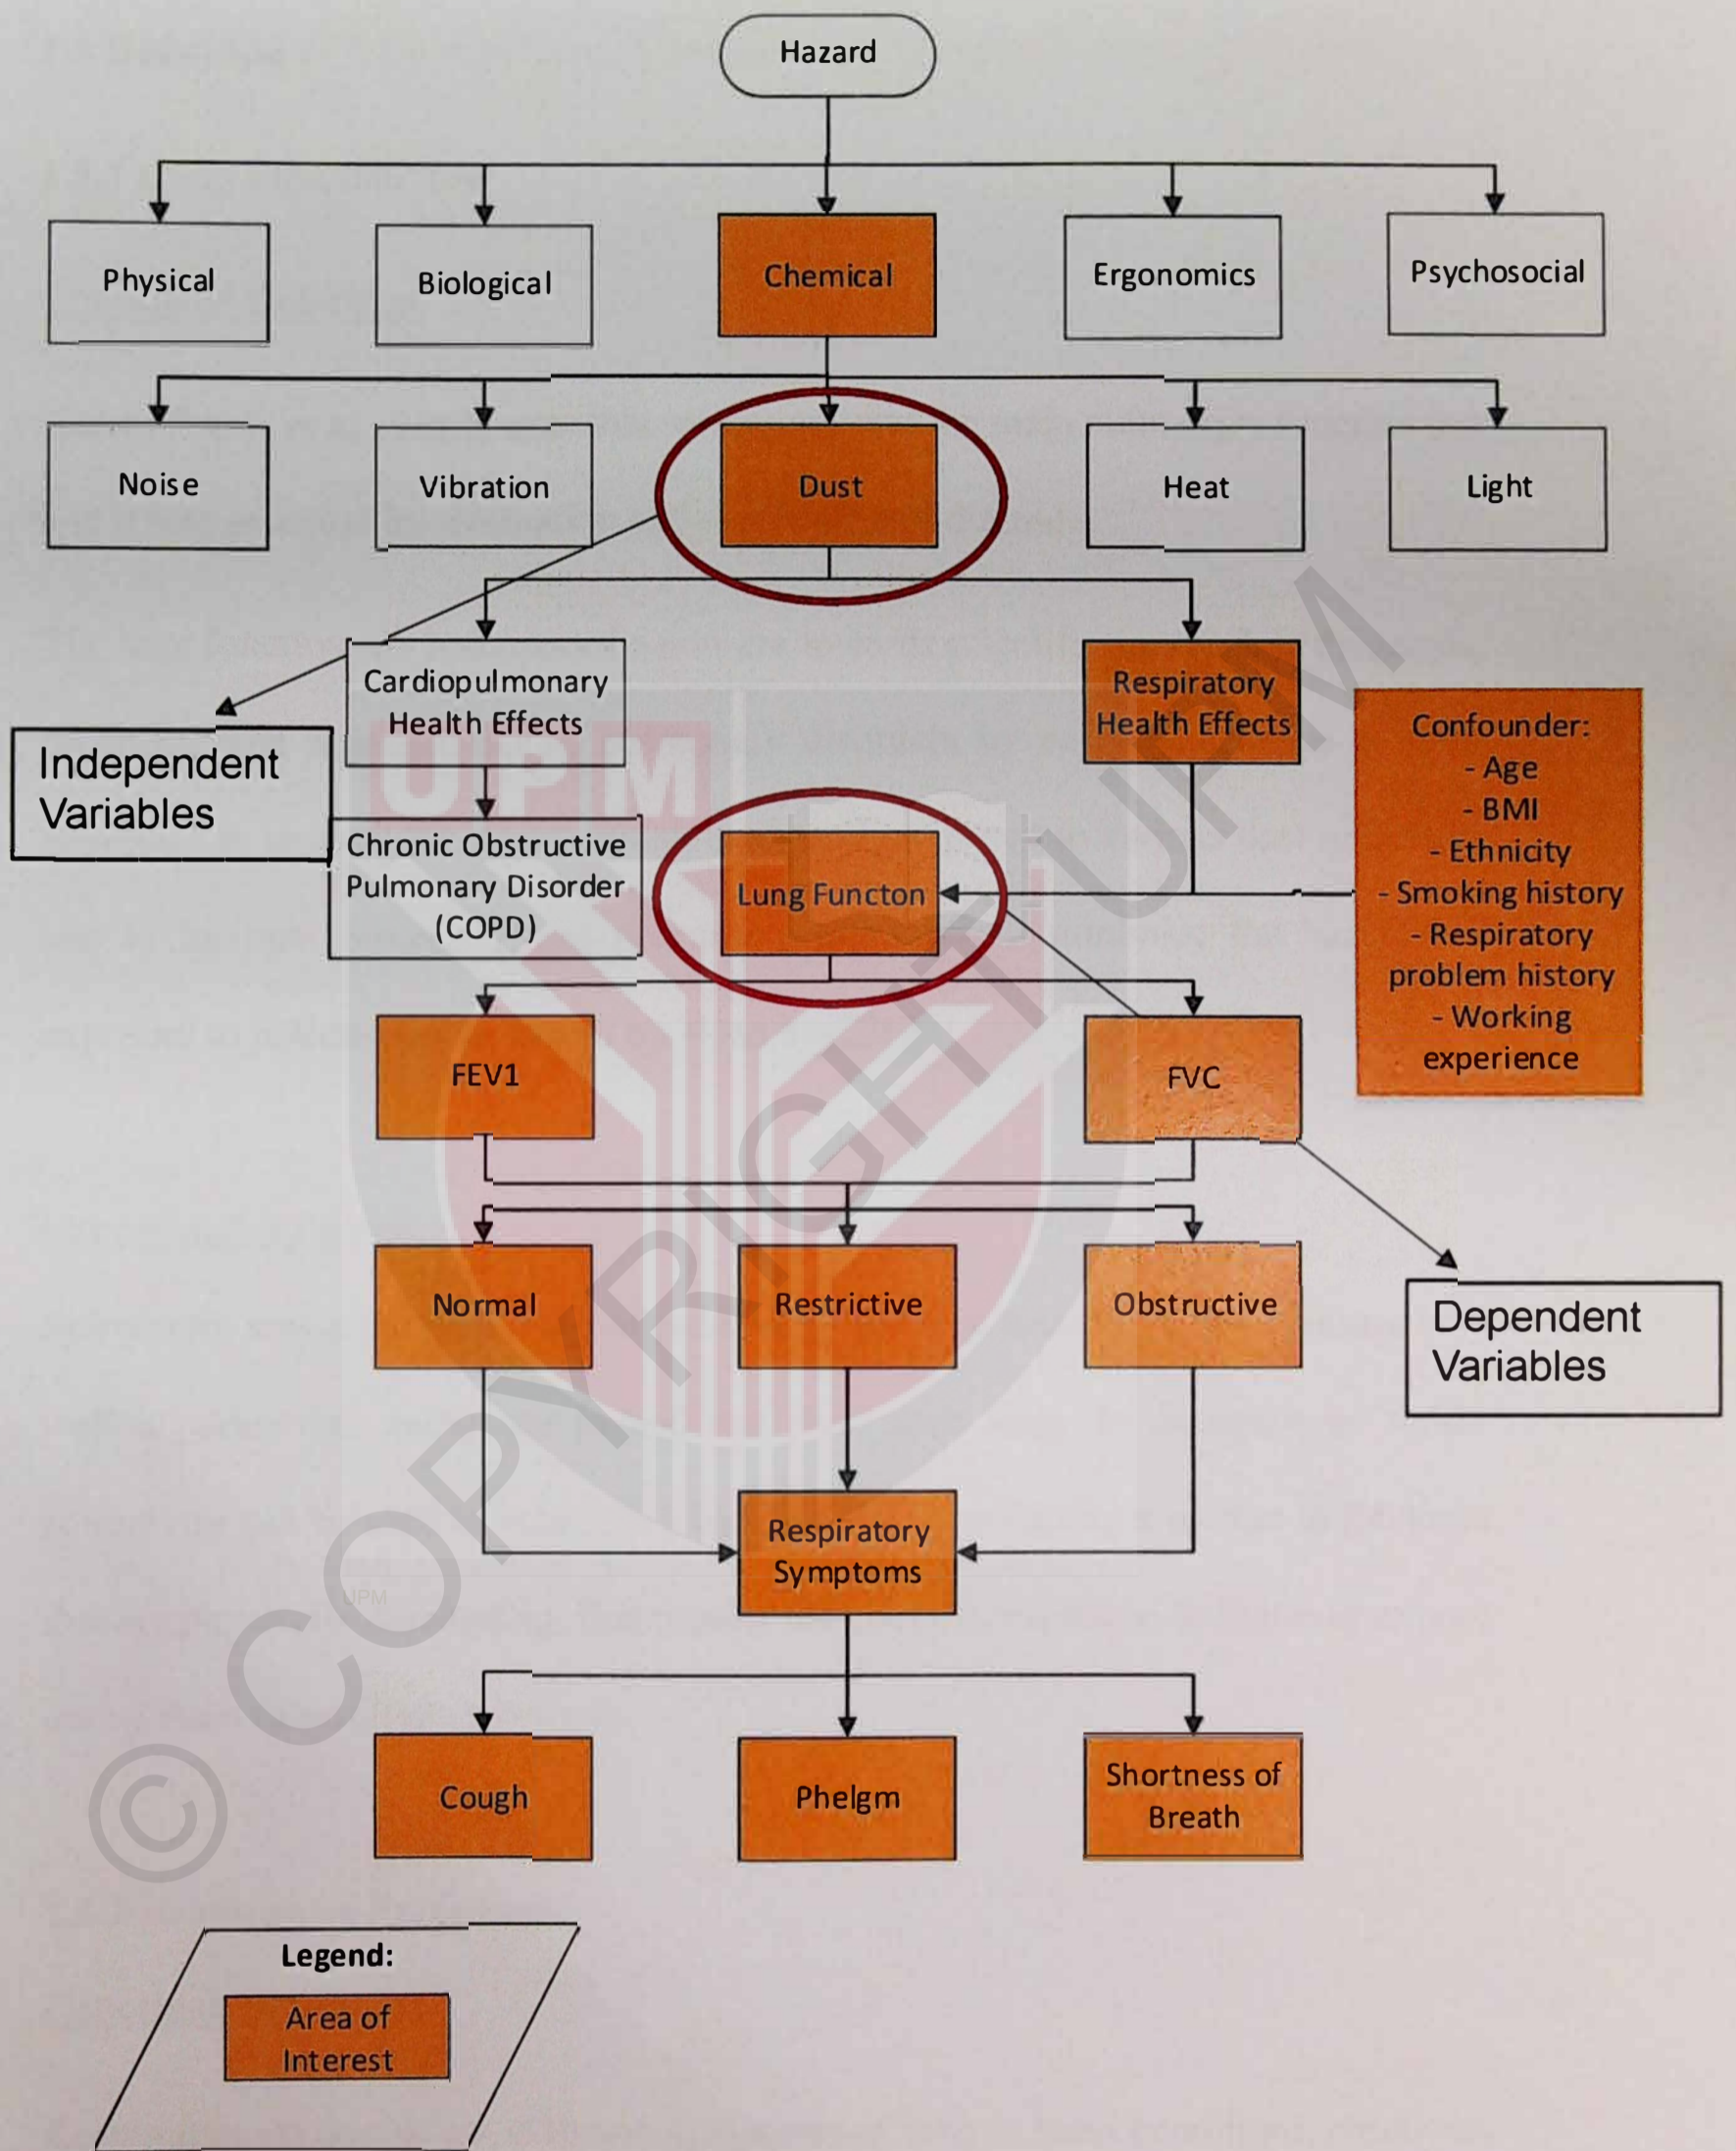 Hazard
Physical
Biological
Chemical
Ergonomics
Psychosocial
Noise
Vibration
Dust
Heat
Light
Cardiopulmonary
Health Effects
Respiratory
Health Effects
Independent
Variables
Confounder:
- Age
- BMI
- Ethnicity
- Smoking history
- Respiratory
problem history
- Working
experience
Chronic Obstructive
Pulmonary Disorder
(COPD)
Lung Functon
FEV1
FVC
Normal
Restrictive
Obstructive
Dependent
Variables
Respiratory
Symptoms
Cough
Phelgm
Shortness of
Breath
Legend:
Area of
Interest
UPM
© COPYRIGHT UPM
UPM